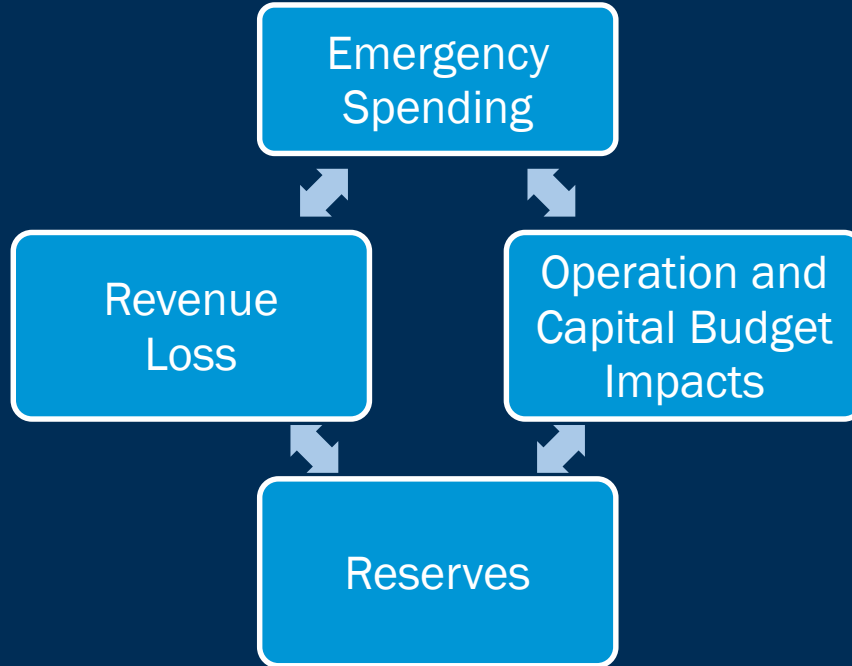 Emergency
Spending
Revenue
Loss
Operation and
Capital Budget
Impacts
Reserves